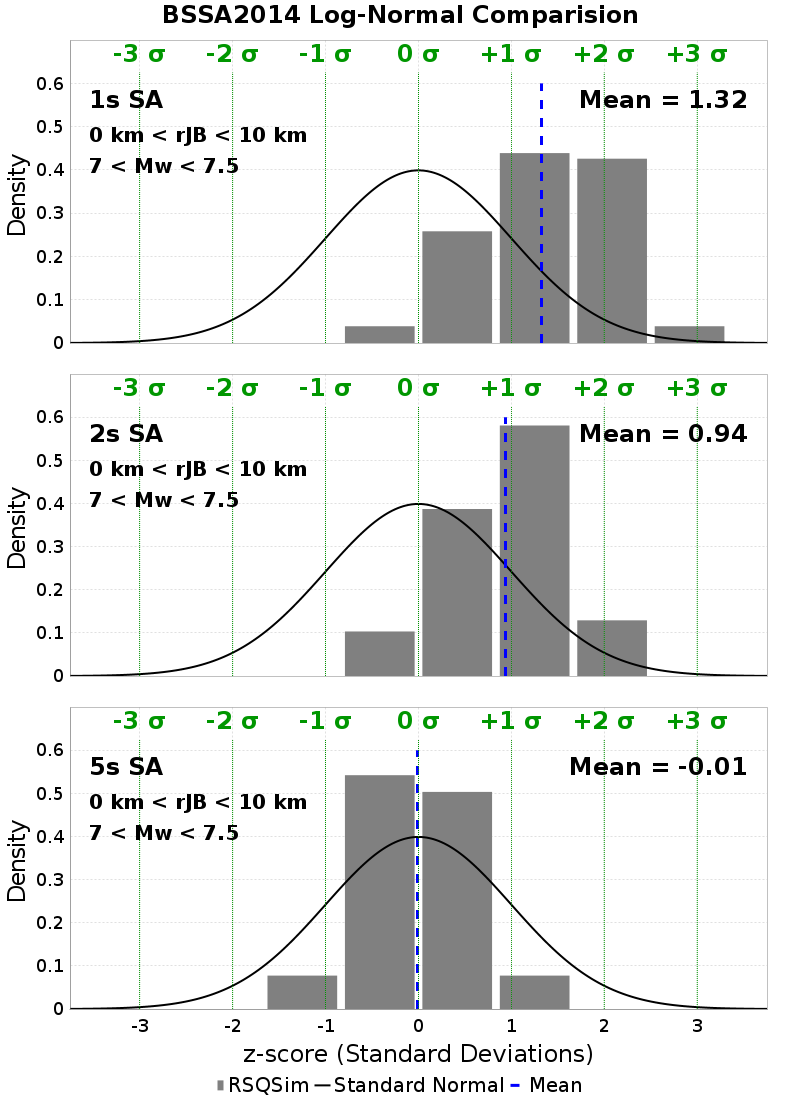 BSSA2014 Log-Normal Comparision
-3 σ -2 σ -1 σ 0 σ +1 σ +2 σ +3 σ
1s SA
Mean = 1.32
0 km < rJB < 10 km
7 < Mw < 7.5
Density
0.6
0.5
0.4
0.3
0.2
0.1
0
-3 σ -2 σ -1 σ 0 σ +1 σ +2 σ +3 σ
2s SA
Mean = 0.94
0 km < rJB < 10 km
7 < Mw < 7.5
Density
0.6
0.5
0.4
0.3
0.2
0.1
0
-3 σ -2 σ -1 σ 0 σ +1 σ +2 σ +3 σ
5s SA
Mean = -0.01
0 km < rJB < 10 km
7 < Mw < 7.5
Density
0.6
0.5
0.4
0.3
0.2
0.1
0
-3 -2 -1 0 1 2 3
z-score (Standard Deviations)
RSQSim Standard Normal Mean